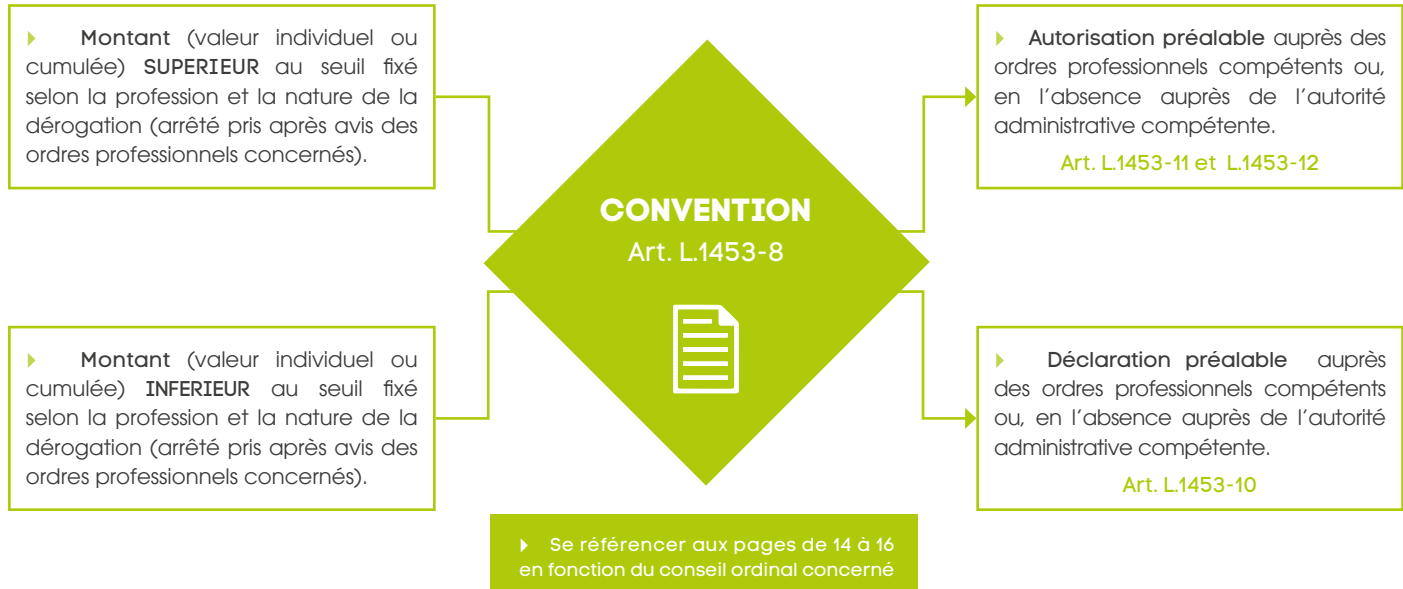 Montant (valeur individuel ou
cumulée) SUPERIEUR au seuil fixé
selon la profession et la nature de la
dérogation (arrêté pris après avis des
ordres professionnels concernés).
Montant (valeur individuel ou
cumulée) INFERIEUR au seuil fixé
selon la profession et la nature de la
dérogation (arrêté pris après avis des
ordres professionnels concernés).
CONVENTION
Art. L.1453-8
Se référencer aux pages de 14 à 16
en fonction du conseil ordinal concerné
Autorisation préalable auprès des
ordres professionnels compétents ou,
en l'absence auprès de l'autorité
administrative compétente.
Art. L.1453-11 et L.1453-12
Déclaration préalable auprès
des ordres professionnels compétents
ou, en l'absence auprès de l'autorité
administrative compétente.
Art. L.1453-10